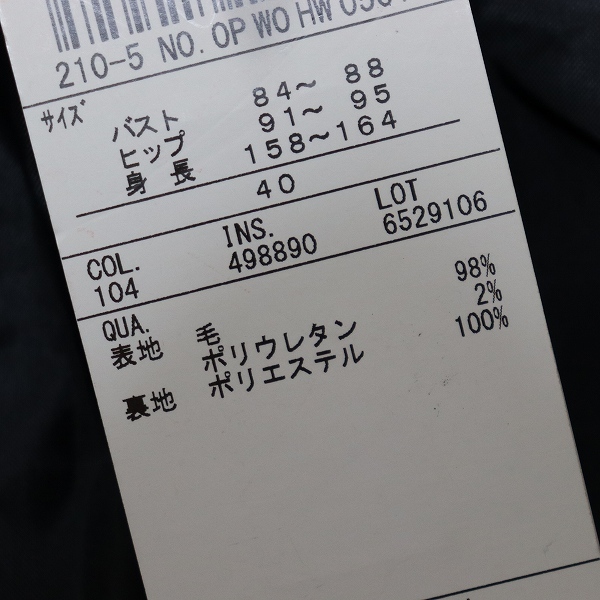 210-5 NO. OP WO HW
サイズ
バスト 84～ 88
ヒップ 91～ 95
身長 158～164
40
COL. INS. LOT
104 498890 6529106
QUA.
表地 毛 98%
ポリウレタン 2%
裏地 ポリエステル 100%